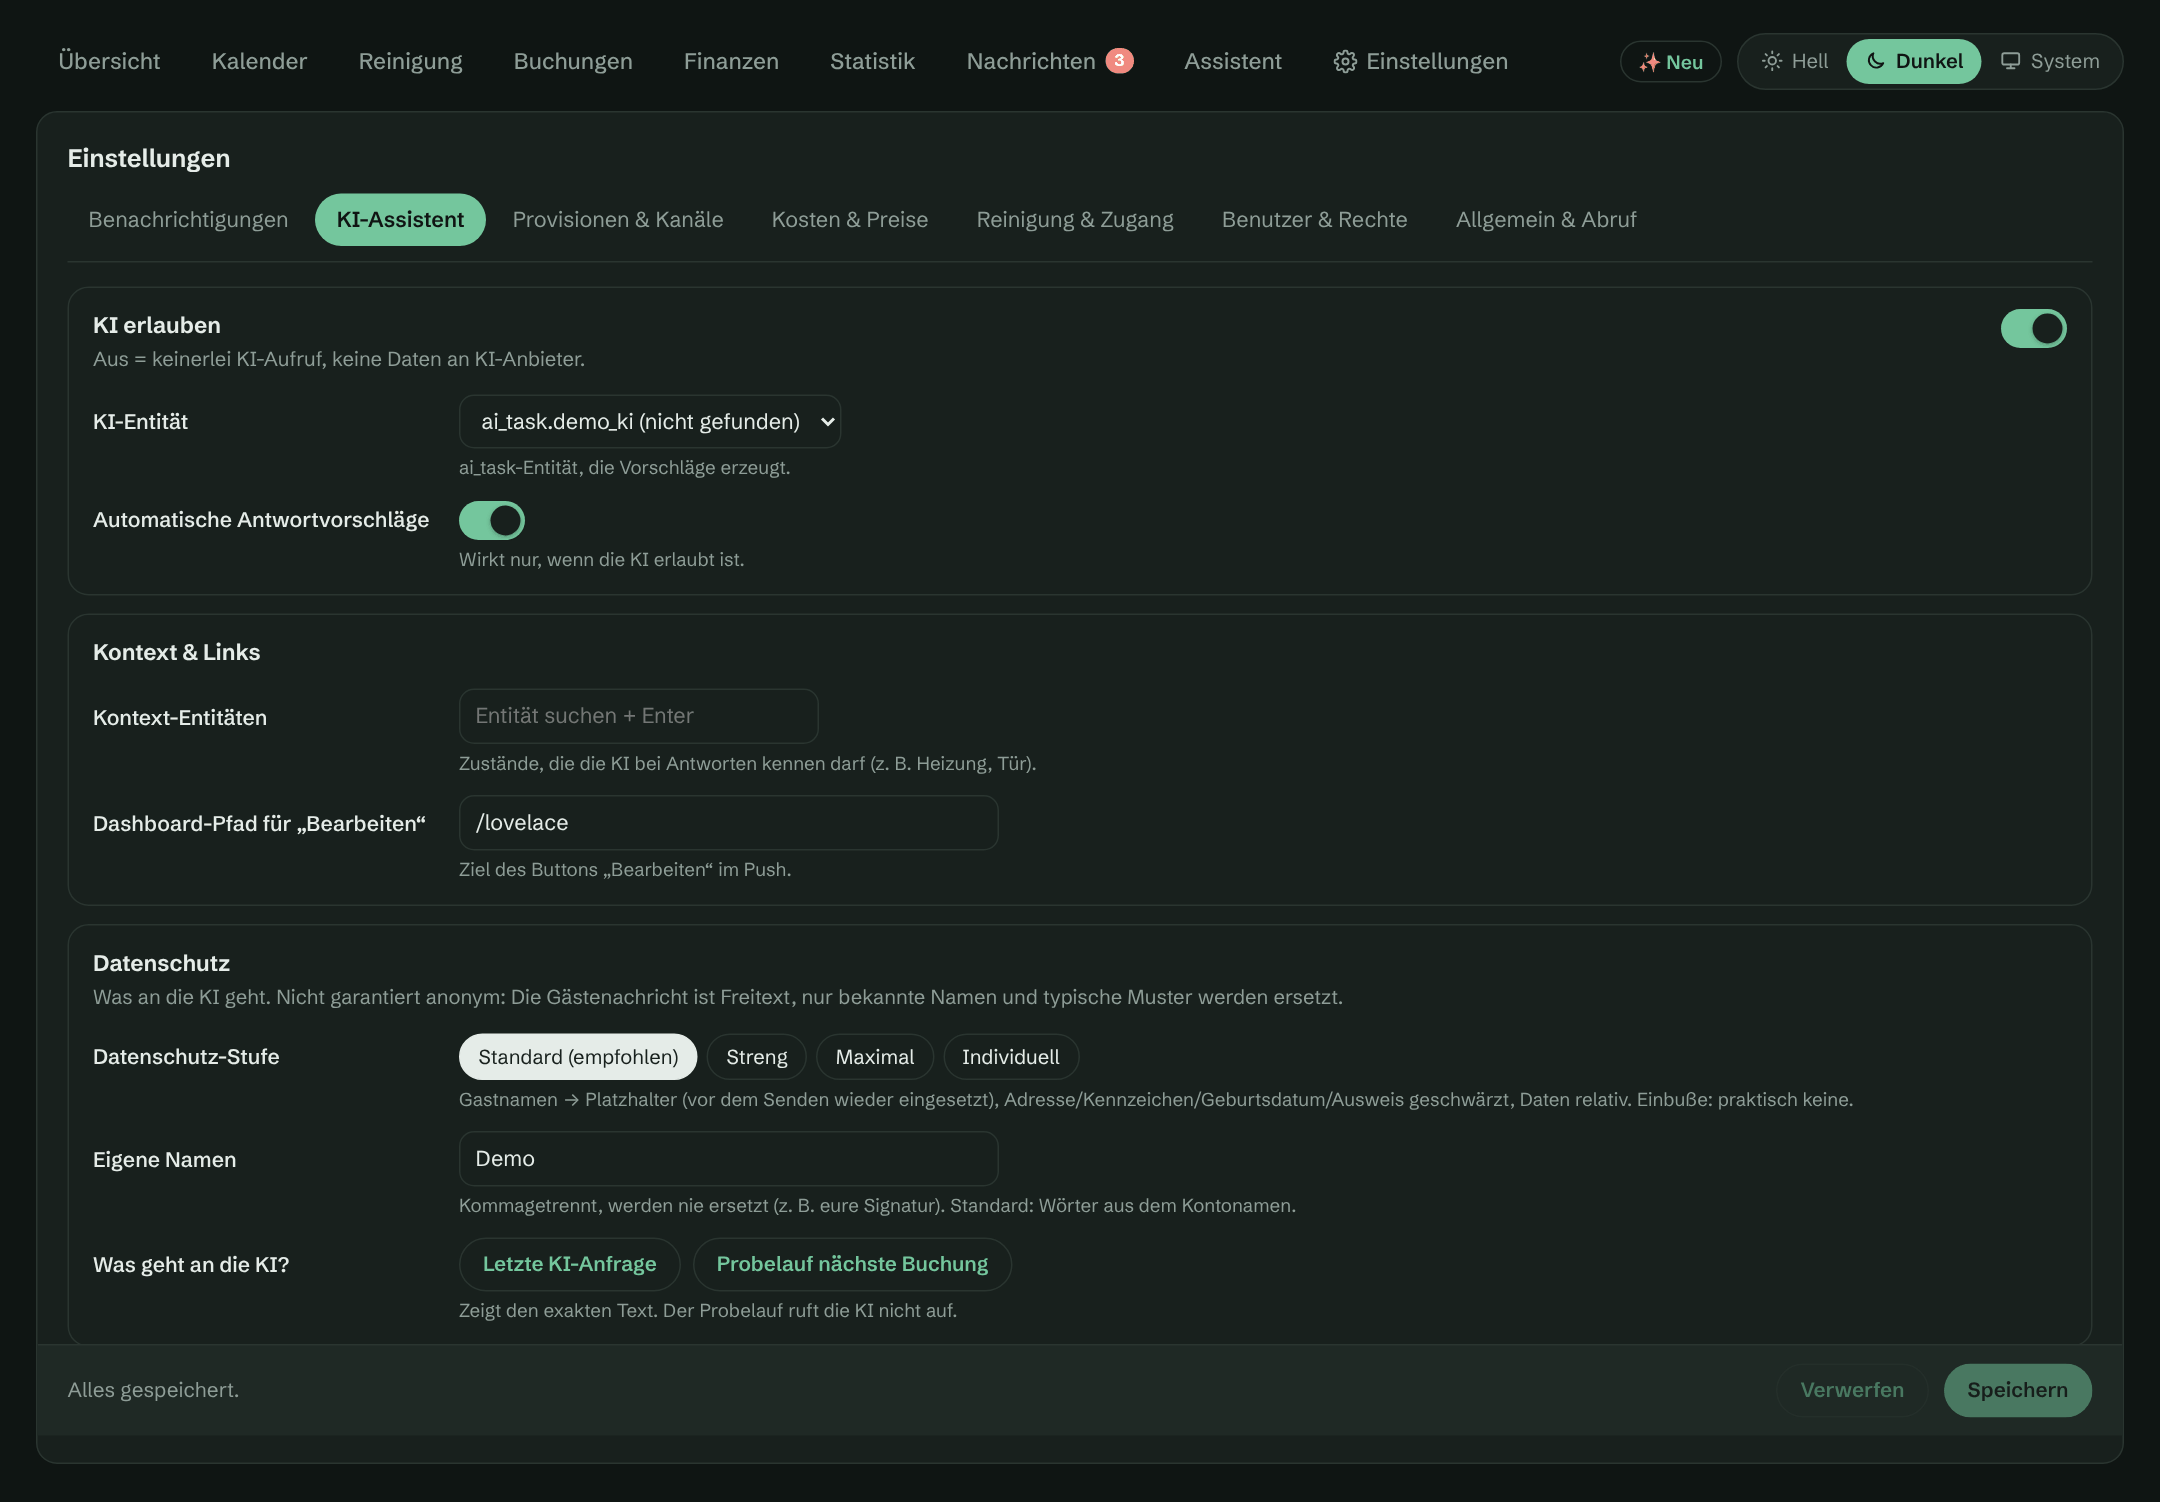 Übersicht Kalender Reinigung Buchungen Finanzen Statistik Nachrichten 3 Assistent Einstellungen Neu Hell Dunkel System
Einstellungen
Benachrichtigungen KI-Assistent Provisionen & Kanäle Kosten & Preise Reinigung & Zugang Benutzer & Rechte Allgemein & Abruf
KI erlauben
Aus = keinerlei KI-Aufruf, keine Daten an KI-Anbieter.
KI-Entität ai_task.demo_ki (nicht gefunden)
ai_task-Entität, die Vorschläge erzeugt.
Automatische Antwortvorschläge
Wirkt nur, wenn die KI erlaubt ist.
Kontext & Links
Kontext-Entitäten Entität suchen + Enter
Zustände, die die KI bei Antworten kennen darf (z. B. Heizung, Tür).
Dashboard-Pfad für „Bearbeiten“ /lovelace
Ziel des Buttons „Bearbeiten“ im Push.
Datenschutz
Was an die KI geht. Nicht garantiert anonym: Die Gästenachricht ist Freitext, nur bekannte Namen und typische Muster werden ersetzt.
Datenschutz-Stufe Standard (empfohlen) Streng Maximal Individuell
Gastnamen → Platzhalter (vor dem Senden wieder eingesetzt), Adresse/Kennzeichen/Geburtsdatum/Ausweis geschwärzt, Daten relativ. Einbuße: praktisch keine.
Eigene Namen Demo
Kommagetrennt, werden nie ersetzt (z. B. eure Signatur). Standard: Wörter aus dem Kontonamen.
Was geht an die KI? Letzte KI-Anfrage Probelauf nächste Buchung
Zeigt den exakten Text. Der Probelauf ruft die KI nicht auf.
Alles gespeichert. Verwerfen Speichern